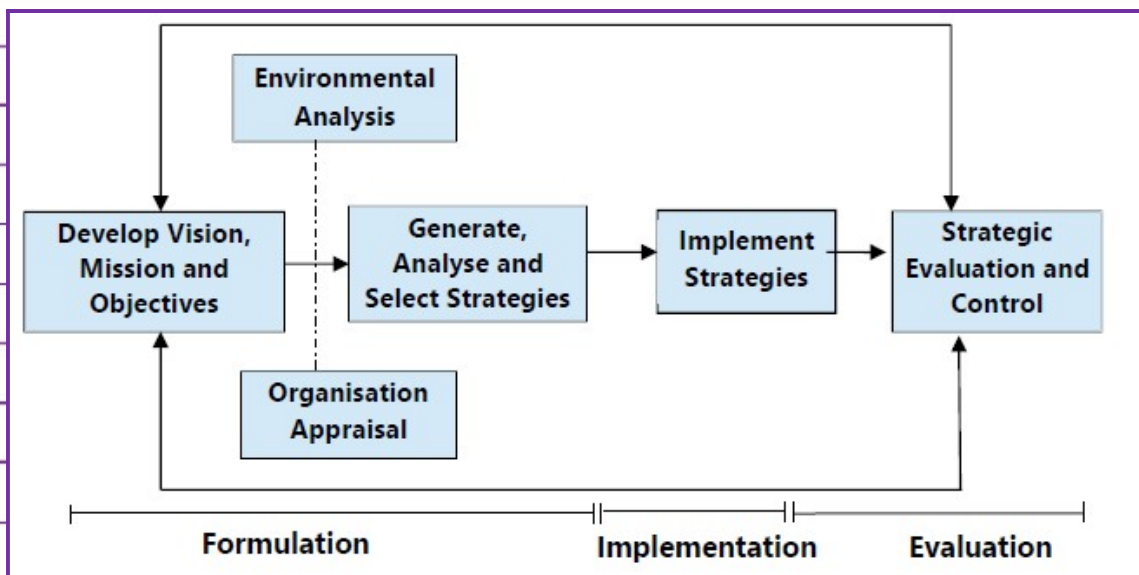 Environmental
Analysis
Develop Vision,
Mission and
Objectives
Generate,
Analyse and
Select Strategies
Implement
Strategies
Strategic
Evaluation and
Control
Organisation
Appraisal
Formulation
Implementation
Evaluation